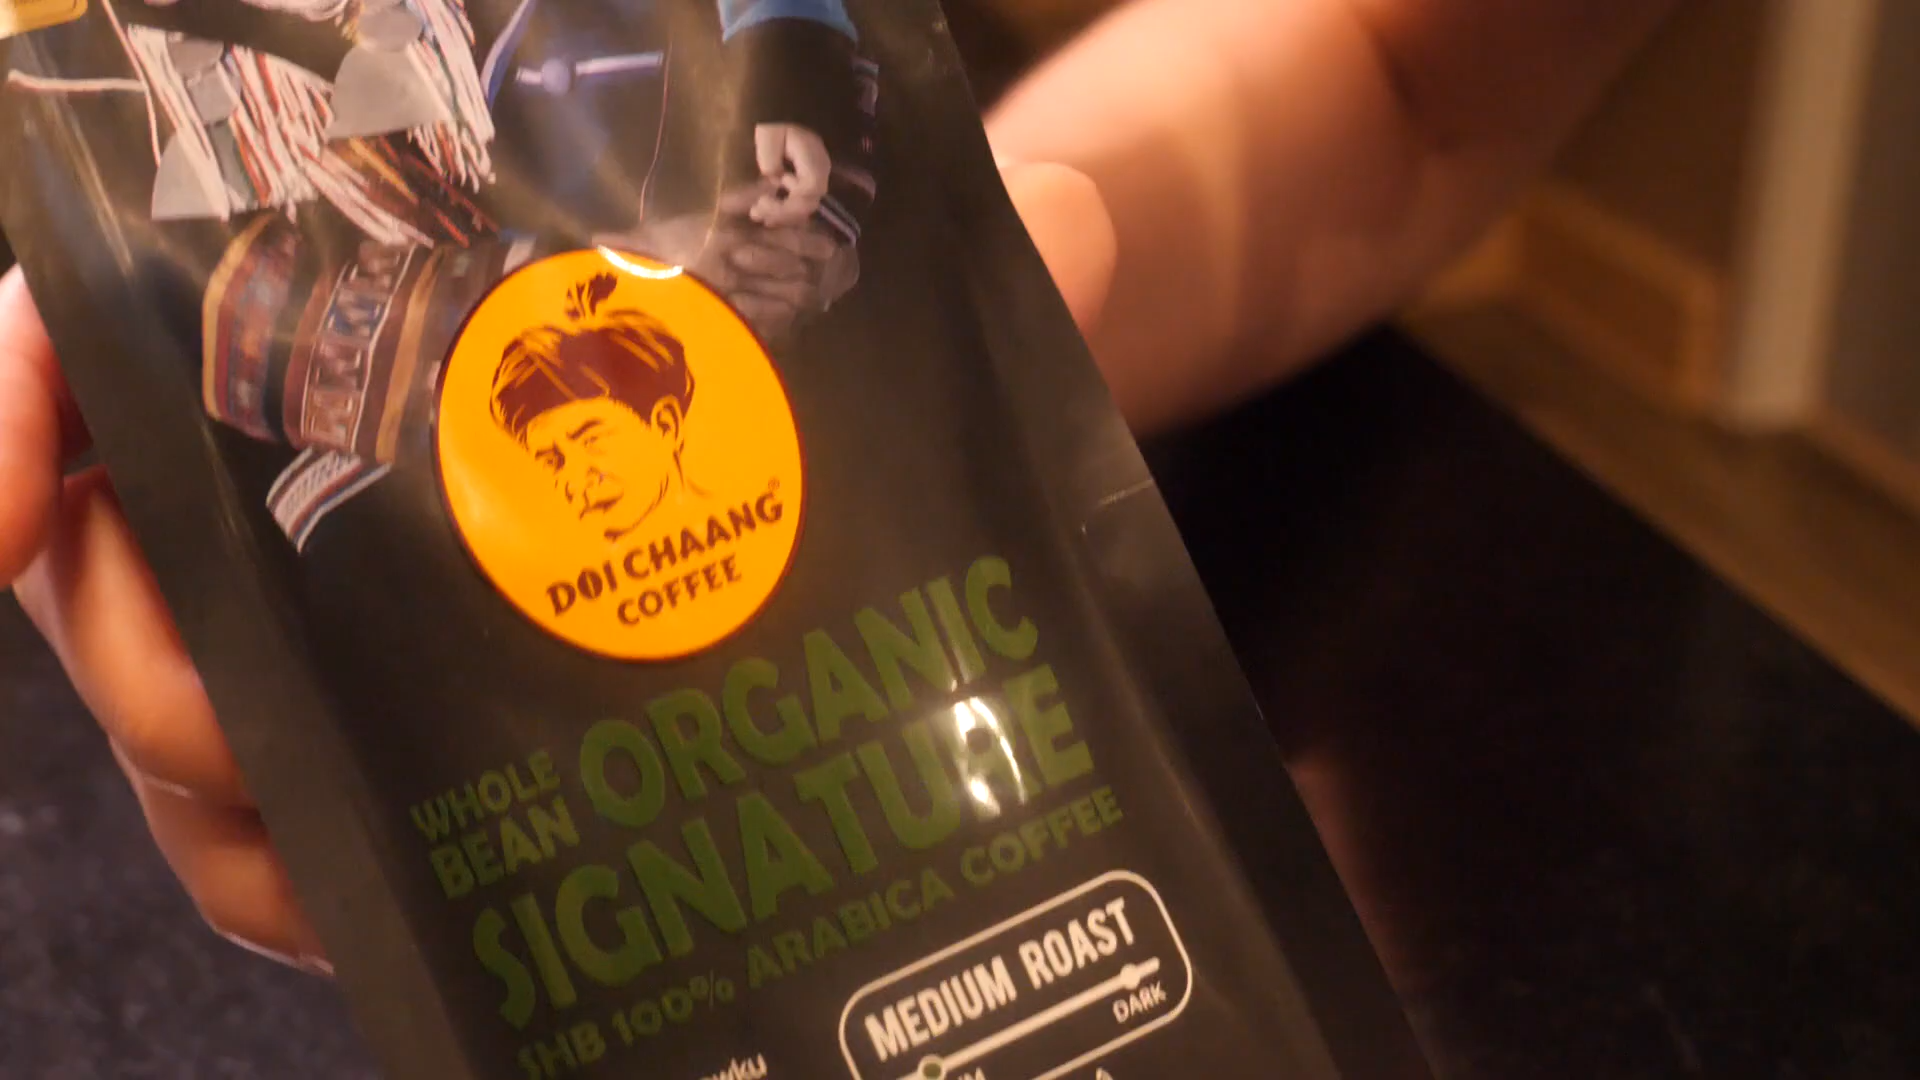 DOI CHAANG®
COFFEE
WHOLE
BEAN
ORGANIC
SIGNATURE
SHB 100% ARABICA COFFEE
MEDIUM ROAST
DARK